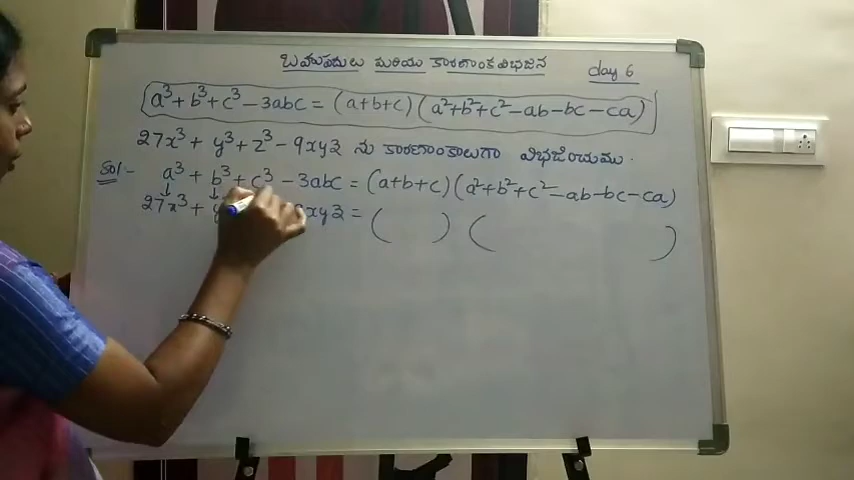 బహుపదులు మరియు కారణాంక విభజన day 6
a³ + b³ + c³ - 3abc = (a+b+c) (a²+b²+c²-ab-bc-ca)
27x³ + y³ + z³ - 9xyz ను కారణాంకాలుగా విభజించుము.
Sol:- a³ + b³ + c³ - 3abc = (a+b+c) (a²+b²+c²-ab-bc-ca)
27x³ + y xyz = ( ) ( )